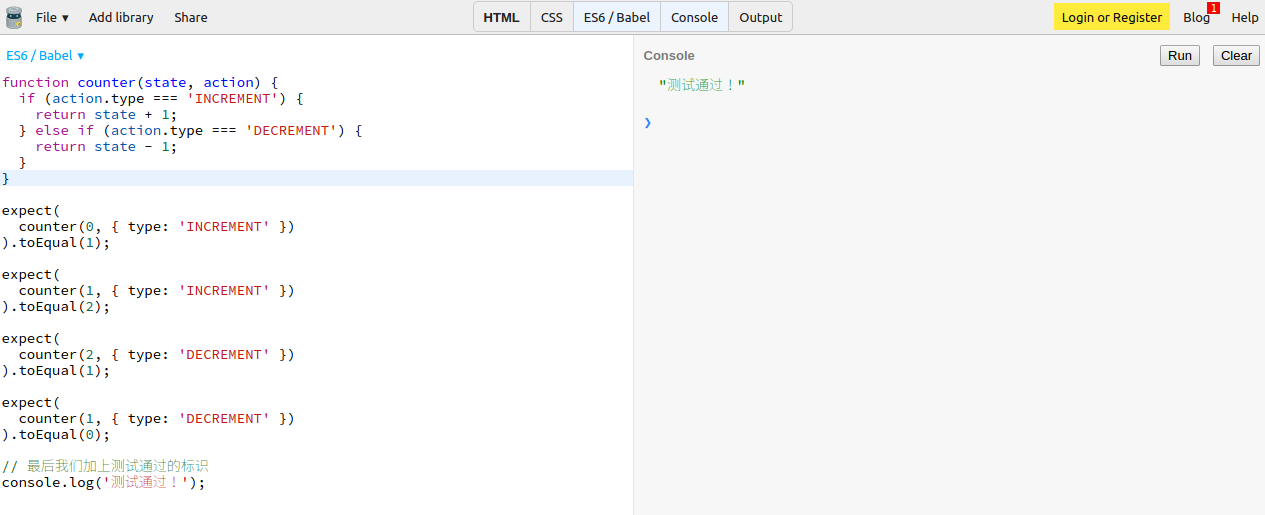 File ▾ Add library Share HTML CSS ES6 / Babel Console Output Login or Register Blog 1 Help
ES6 / Babel ▾
function counter(state, action) {
  if (action.type === 'INCREMENT') {
    return state + 1;
  } else if (action.type === 'DECREMENT') {
    return state - 1;
  }
}
expect(
  counter(0, { type: 'INCREMENT' })
).toEqual(1);
expect(
  counter(1, { type: 'INCREMENT' })
).toEqual(2);
expect(
  counter(2, { type: 'DECREMENT' })
).toEqual(1);
expect(
  counter(1, { type: 'DECREMENT' })
).toEqual(0);
// 最后我们加上测试通过的标识
console.log('测试通过！');
Console Run Clear
"测试通过！"
❯